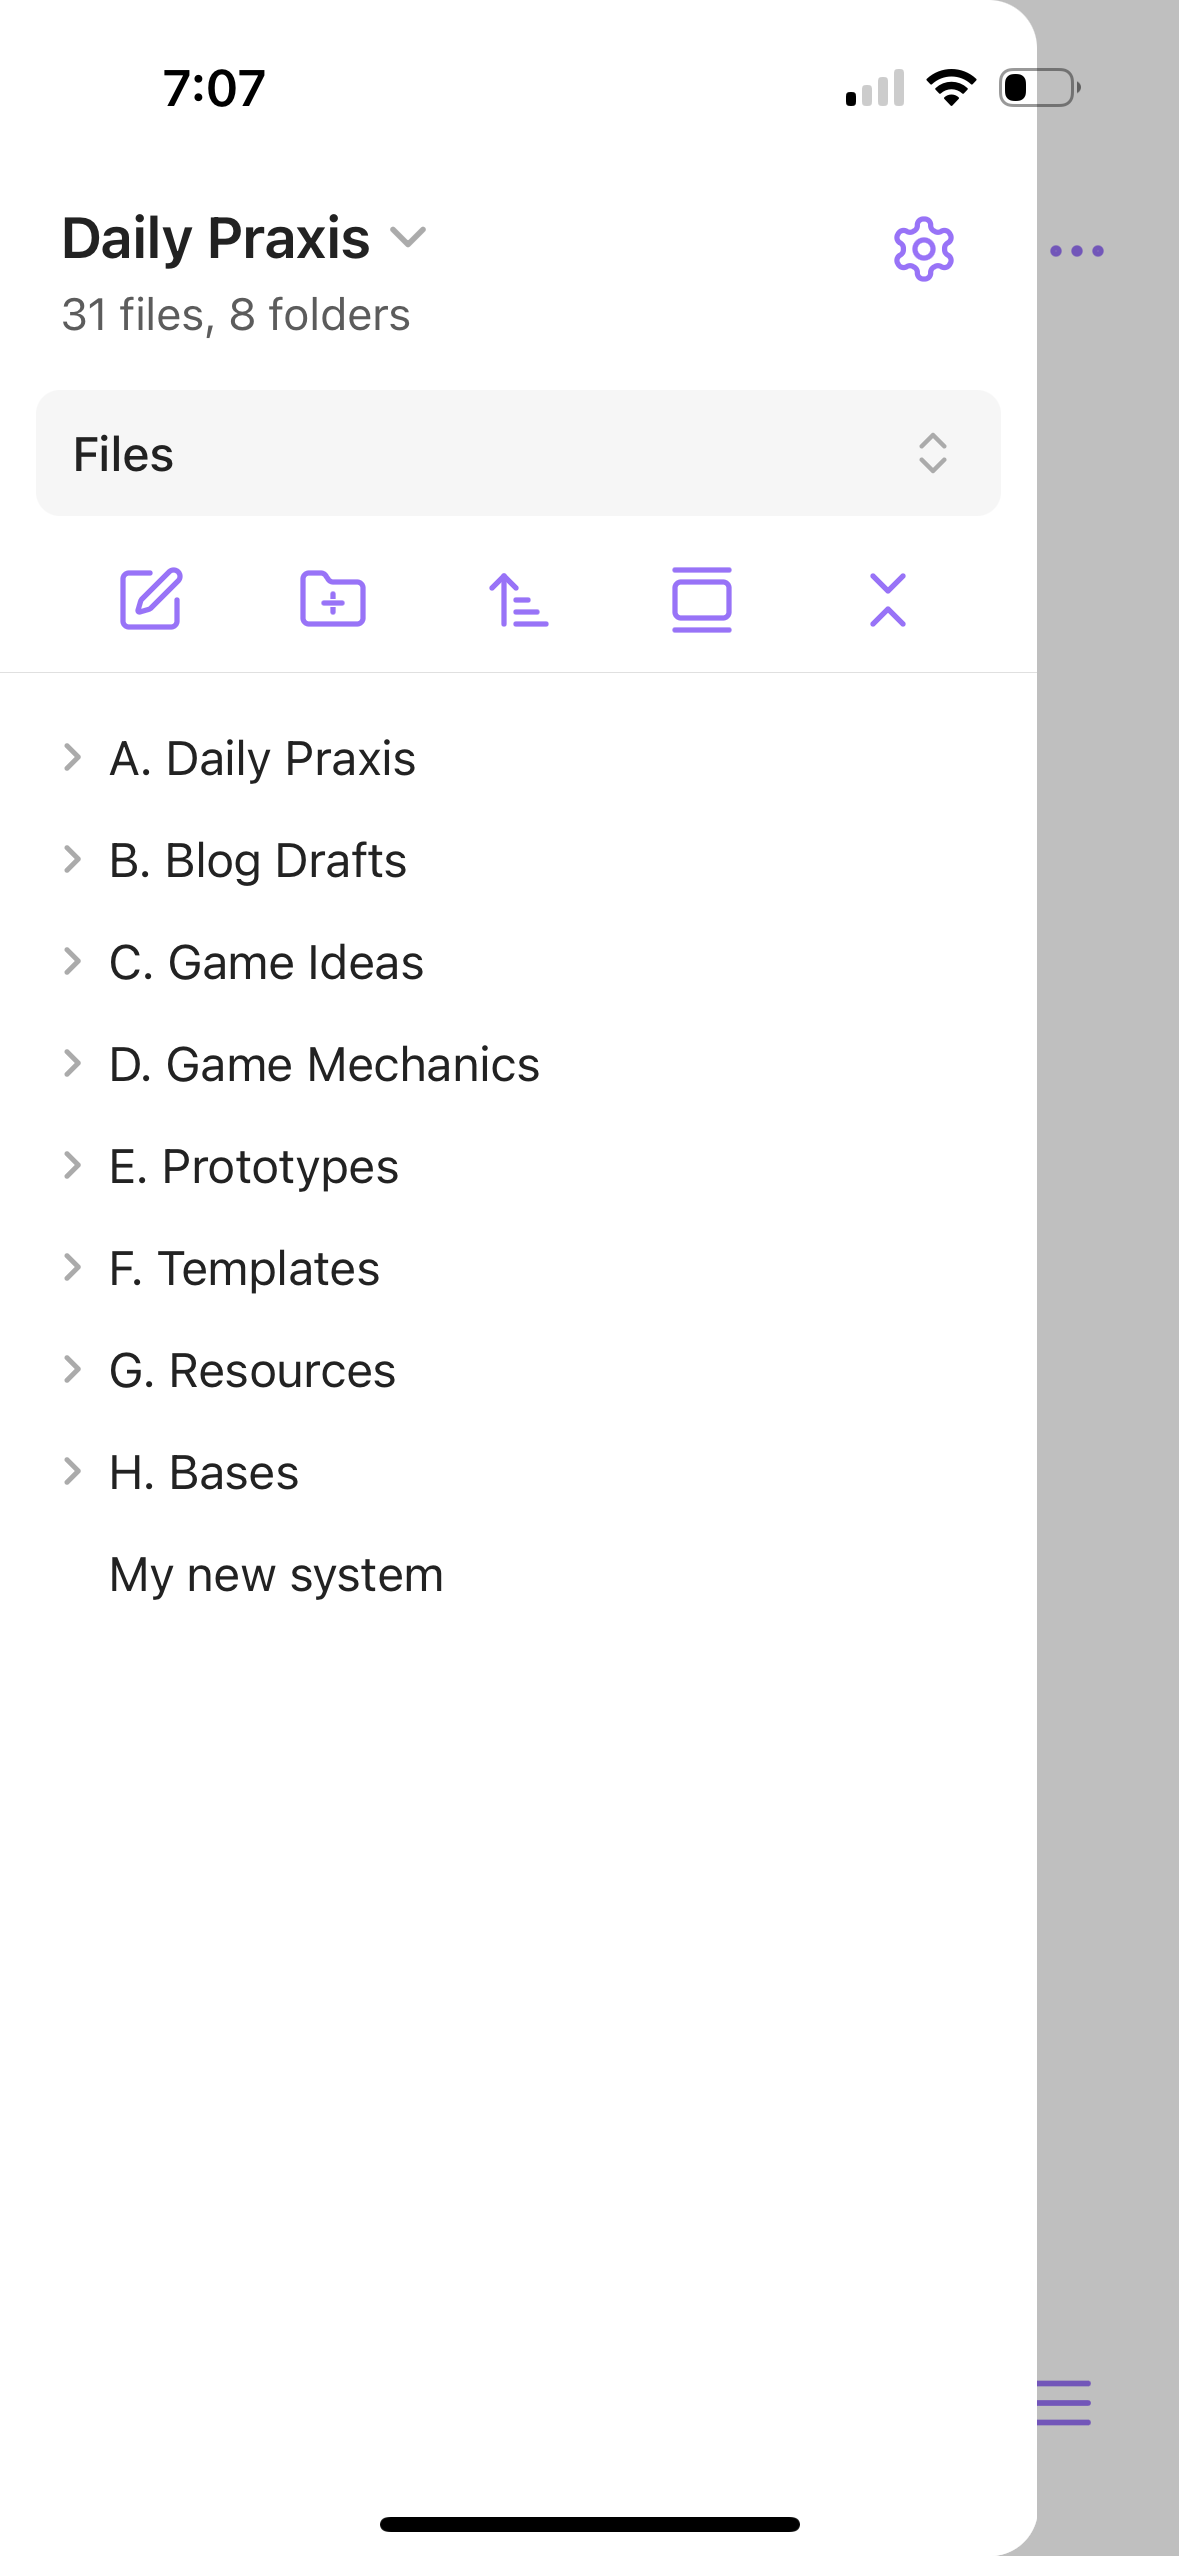 7:07
Daily Praxis
31 files, 8 folders
Files
A. Daily Praxis
B. Blog Drafts
C. Game Ideas
D. Game Mechanics
E. Prototypes
F. Templates
G. Resources
H. Bases
My new system